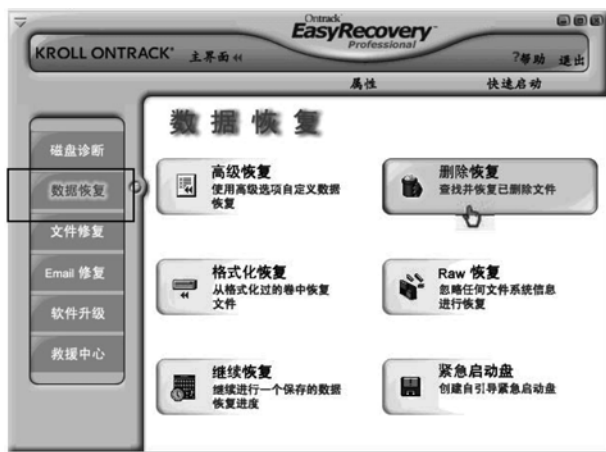 Ontrack®
EasyRecovery™
Professional
KROLL ONTRACK®
主界面
?帮助 退出
属性
快速启动
磁盘诊断
数据恢复
文件修复
Email 修复
软件升级
救援中心
数据恢复
高级恢复
使用高级选项自定义数据
恢复
删除恢复
查找并恢复已删除文件
格式化恢复
从格式化过的卷中恢复
文件
Raw 恢复
忽略任何文件系统信息
进行恢复
继续恢复
继续进行一个保存的数据
恢复进度
紧急启动盘
创建自引导紧急启动盘